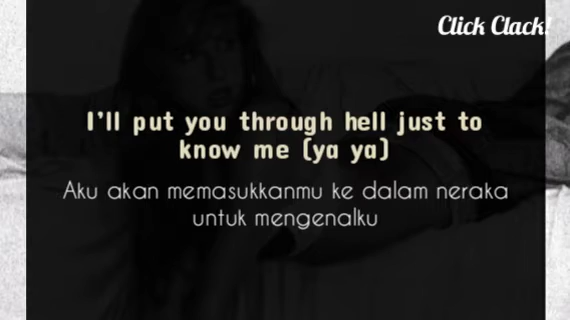 Click Clack!
I'll put you through hell just to
know me (ya ya)
Aku akan memasukkanmu ke dalam neraka
untuk mengenalku